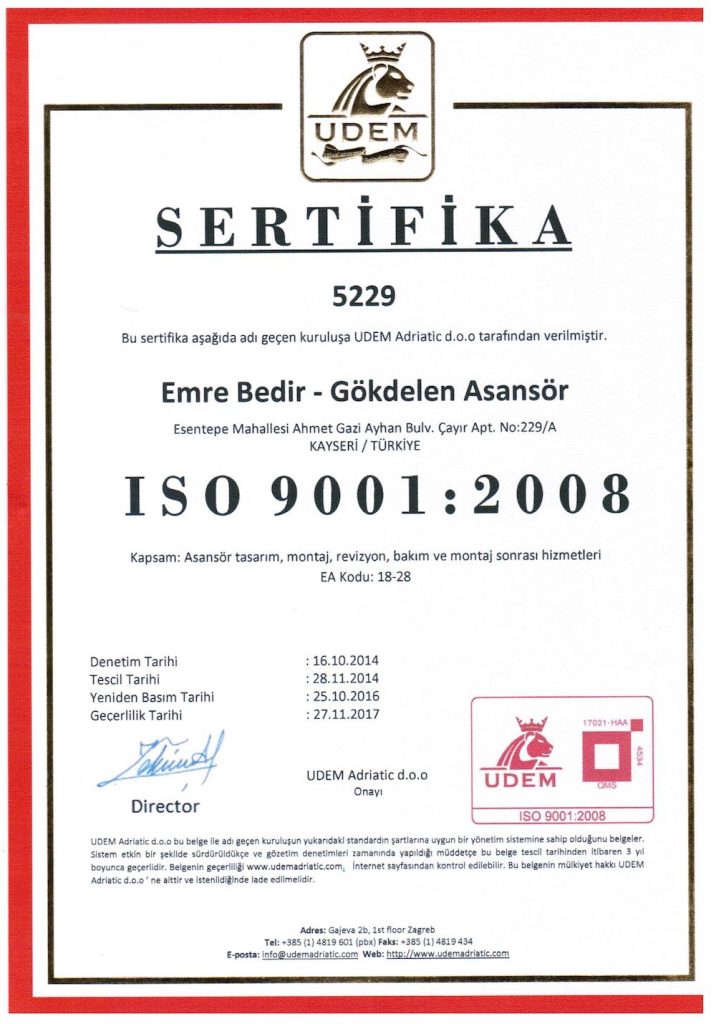 UDEM
SERTİFİKA
5229
Bu sertifika aşağıda adı geçen kuruluşa UDEM Adriatic d.o.o tarafından verilmiştir.
Emre Bedir - Gökdelen Asansör
Esentepe Mahallesi Ahmet Gazi Ayhan Bulv. Çayır Apt. No:229/A
KAYSERİ / TÜRKİYE
ISO 9001:2008
Kapsam: Asansör tasarım, montaj, revizyon, bakım ve montaj sonrası hizmetleri
EA Kodu: 18-28
Denetim Tarihi : 16.10.2014
Tescil Tarihi : 28.11.2014
Yeniden Basım Tarihi : 25.10.2016
Geçerlilik Tarihi : 27.11.2017
Director
UDEM Adriatic d.o.o
Onayı
17021-HAA
4534
UDEM
QMS
ISO 9001:2008
UDEM Adriatic d.o.o bu belge ile adı geçen kuruluşun yukarıdaki standardın şartlarına uygun bir yönetim sistemine sahip olduğunu belgeler.
Sistem etkin bir şekilde sürdürüldükçe ve gözetim denetimleri zamanında yapıldığı müddetçe bu belge tescil tarihinden itibaren 3 yıl
boyunca geçerlidir. Belgenin geçerliliği www.udemadriatic.com, İnternet sayfasından kontrol edilebilir. Bu belgenin mülkiyet hakkı UDEM
Adriatic d.o.o ' ne aittir ve istenildiğinde iade edilmelidir.
Adres: Gajeva 2b, 1st floor Zagreb
Tel: +385 (1) 4819 601 (pbx) Faks: +385 (1) 4819 434
E-posta: info@udemadriatic.com Web: http://www.udemadriatic.com